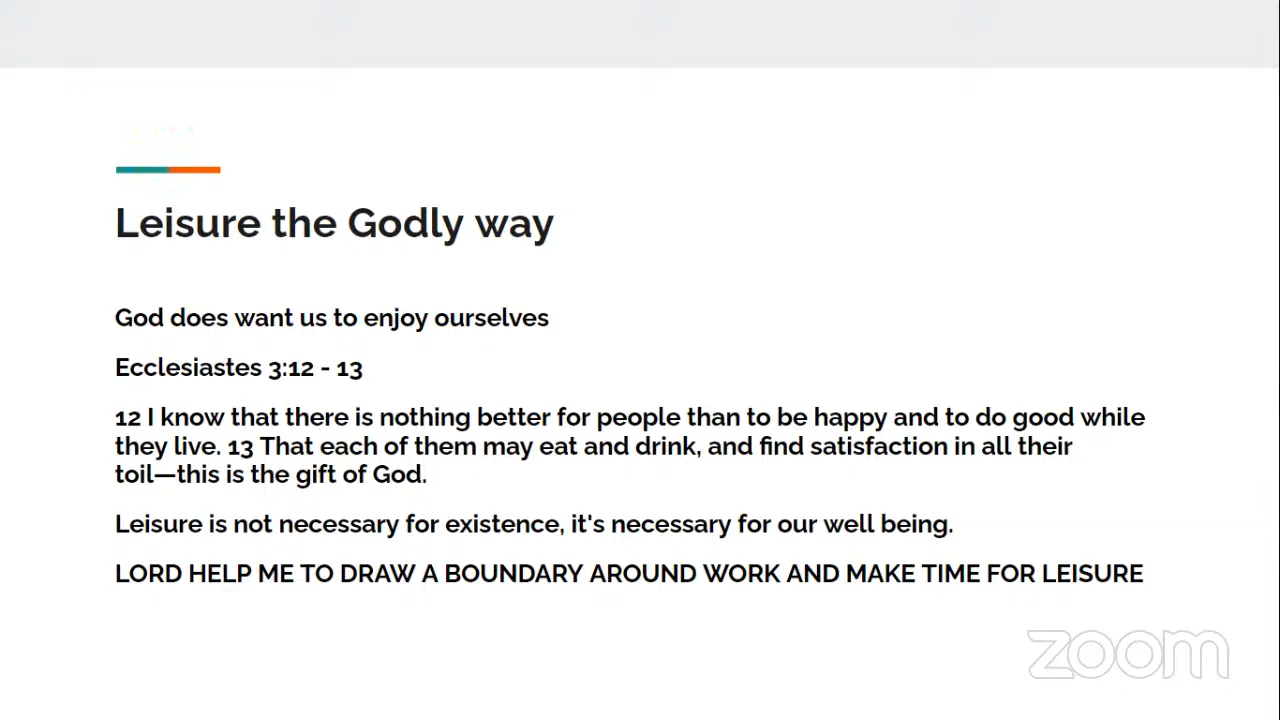 Leisure the Godly way
God does want us to enjoy ourselves
Ecclesiastes 3:12 - 13
12 I know that there is nothing better for people than to be happy and to do good while
they live. 13 That each of them may eat and drink, and find satisfaction in all their
toil—this is the gift of God.
Leisure is not necessary for existence, it's necessary for our well being.
LORD HELP ME TO DRAW A BOUNDARY AROUND WORK AND MAKE TIME FOR LEISURE
zoom